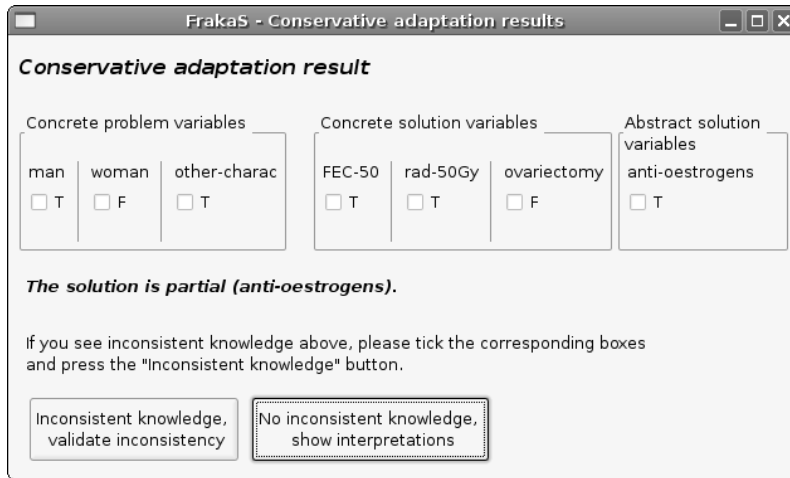 FrakaS - Conservative adaptation results
Conservative adaptation result
Concrete problem variables
man woman other-charac
T F T
Concrete solution variables
FEC-50 rad-50Gy ovariectomy
T T F
Abstract solution
variables
anti-oestrogens
T
The solution is partial (anti-oestrogens).
If you see inconsistent knowledge above, please tick the corresponding boxes
and press the "Inconsistent knowledge" button.
Inconsistent knowledge,
validate inconsistency
No inconsistent knowledge,
show interpretations